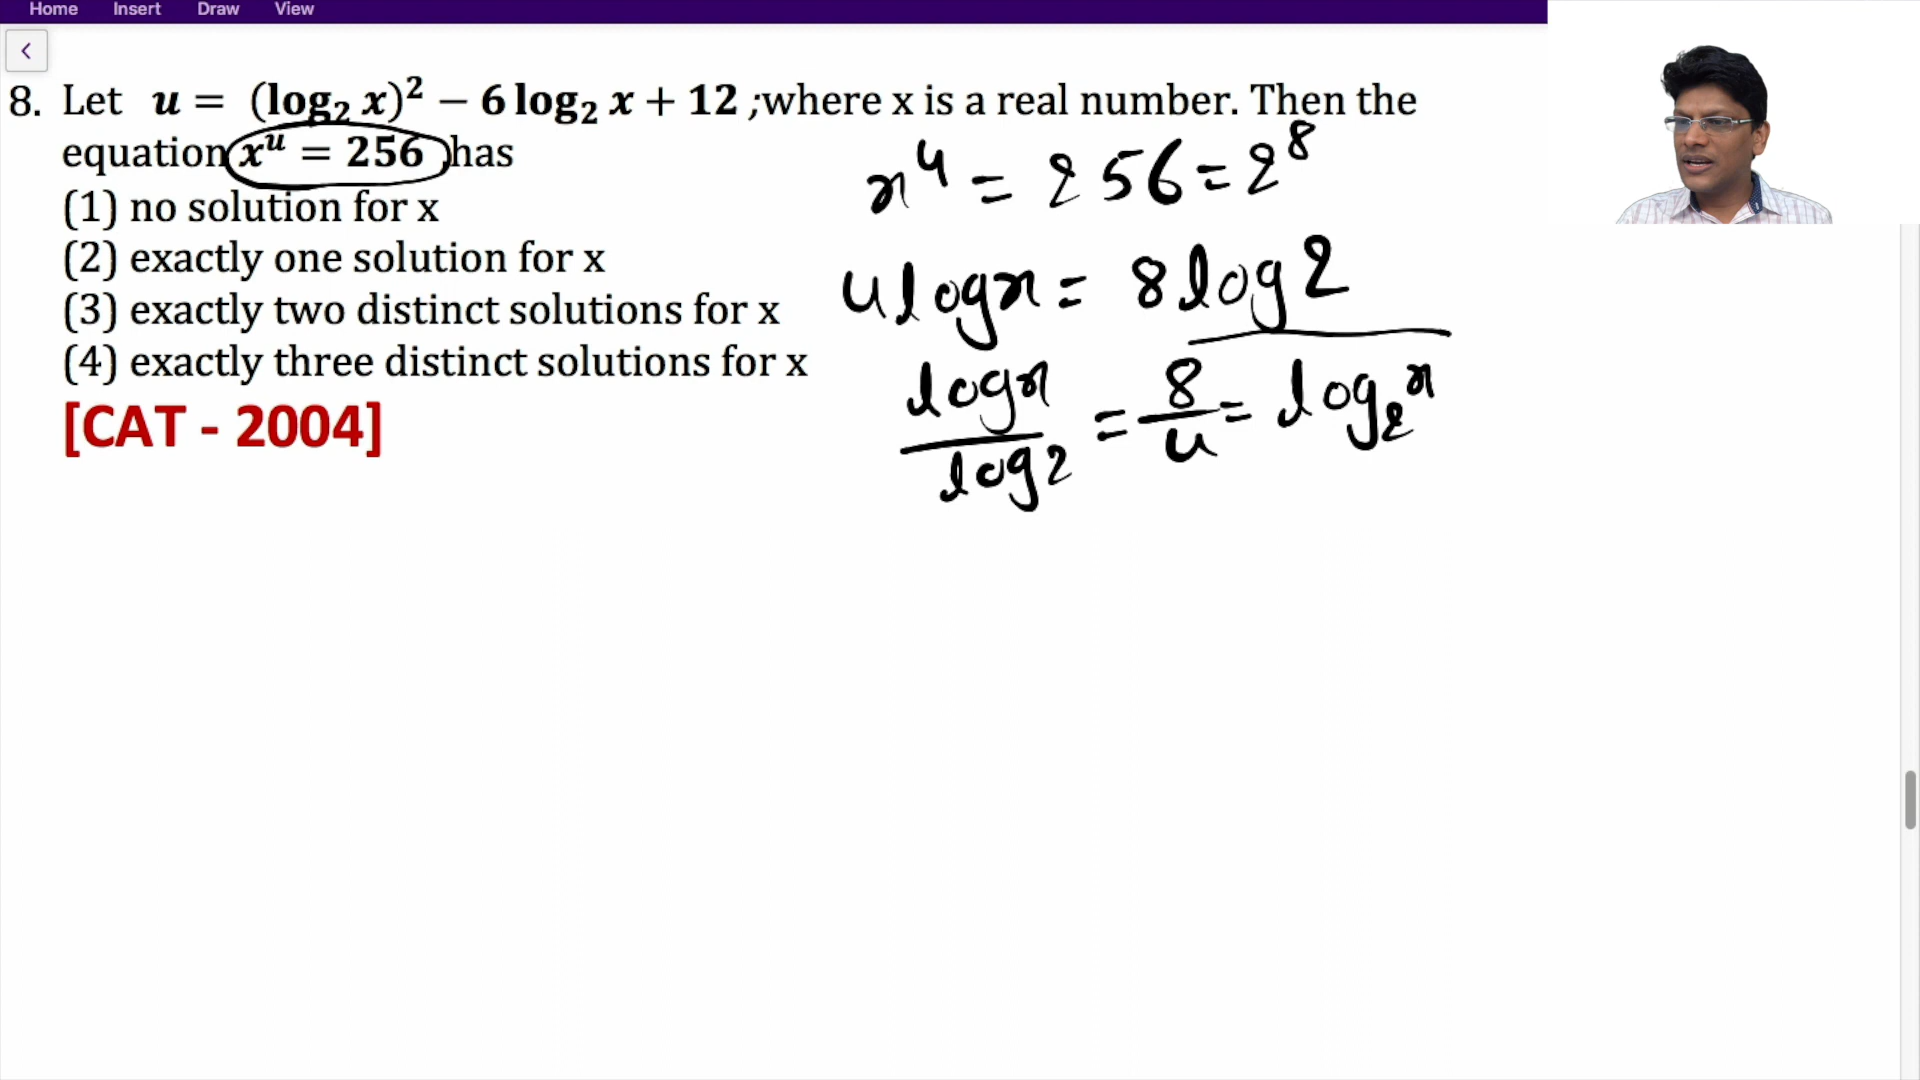 Home Insert Draw View
8. Let u = (log₂ x)² − 6 log₂ x + 12 ;where x is a real number. Then the
equation xᵘ = 256 ,has
(1) no solution for x
(2) exactly one solution for x
(3) exactly two distinct solutions for x
(4) exactly three distinct solutions for x
[CAT - 2004]
xᵘ = 256 = 2⁸
u log x = 8 log 2
log x / log 2 = 8/u = log₂ x